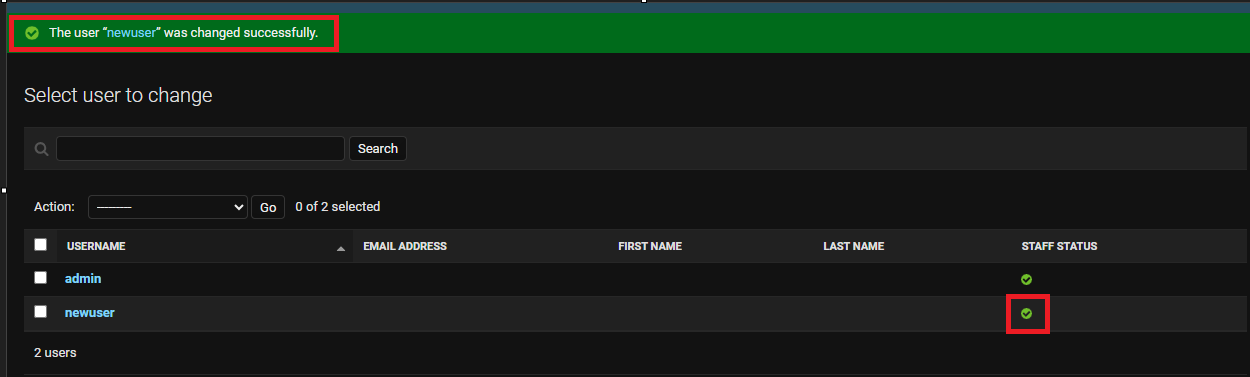 The user “newuser” was changed successfully.
Select user to change
Search
Action: --------- Go 0 of 2 selected
USERNAME EMAIL ADDRESS FIRST NAME LAST NAME STAFF STATUS
admin
newuser
2 users